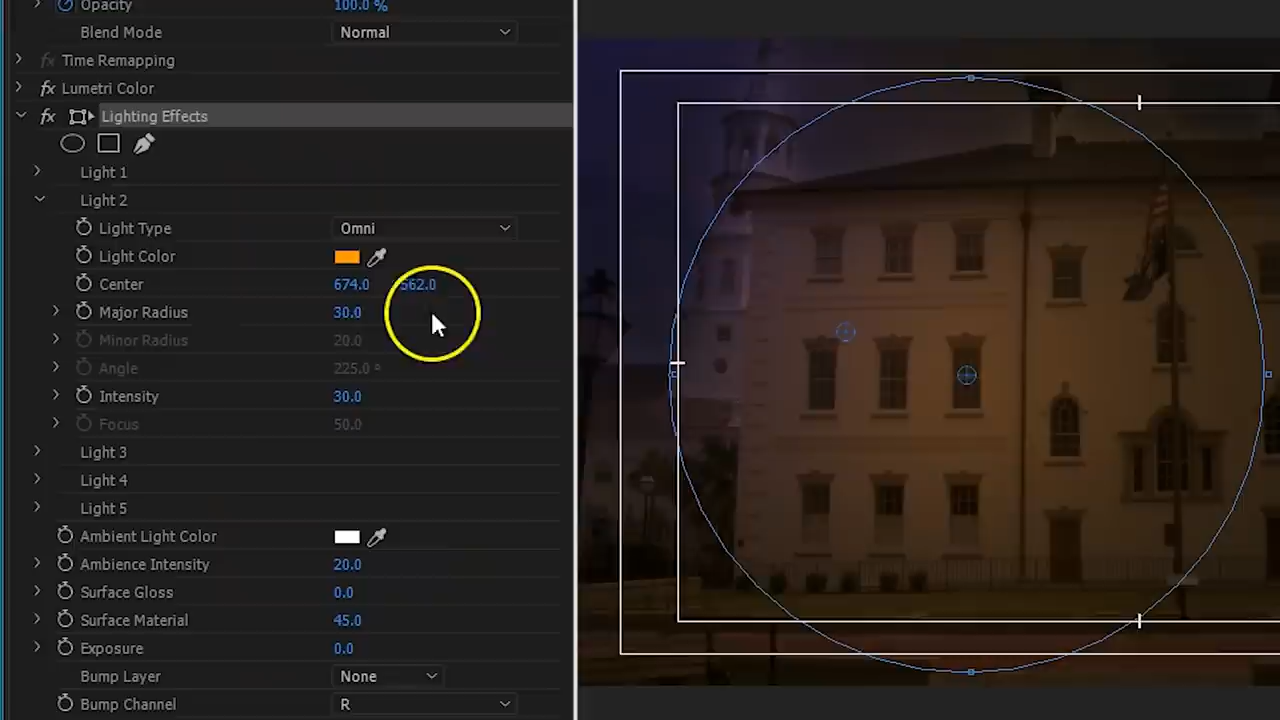 Opacity 100.0 %
Blend Mode Normal
fx Time Remapping
fx Lumetri Color
fx Lighting Effects
Light 1
Light 2
Light Type Omni
Light Color
Center 674.0 562.0
Major Radius 30.0
Minor Radius 20.0
Angle 225.0 °
Intensity 30.0
Focus 50.0
Light 3
Light 4
Light 5
Ambient Light Color
Ambience Intensity 20.0
Surface Gloss 0.0
Surface Material 45.0
Exposure 0.0
Bump Layer None
Bump Channel R